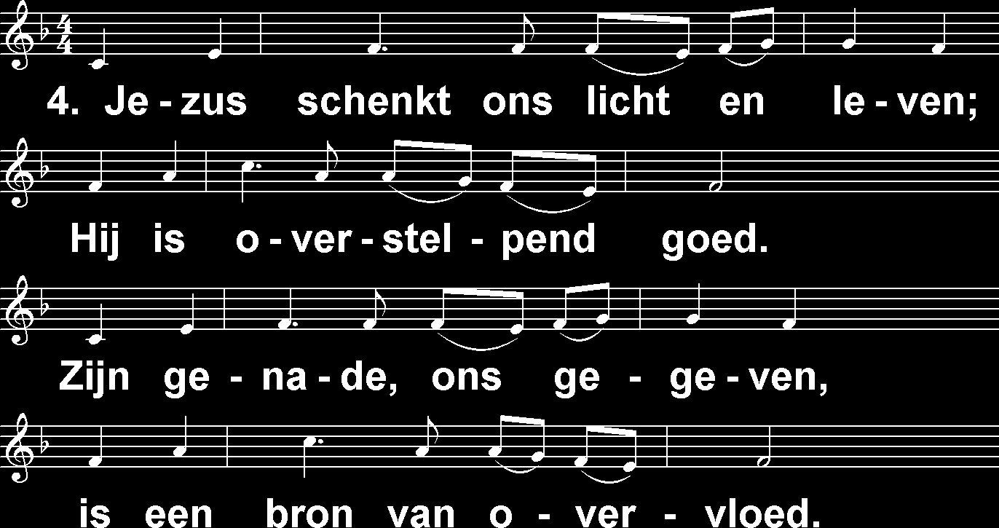 4. Je - zus schenkt ons licht en le - ven;
Hij is o - ver - stel - pend goed.
Zijn ge - na - de, ons ge - ge - ven,
is een bron van o - ver - vloed.